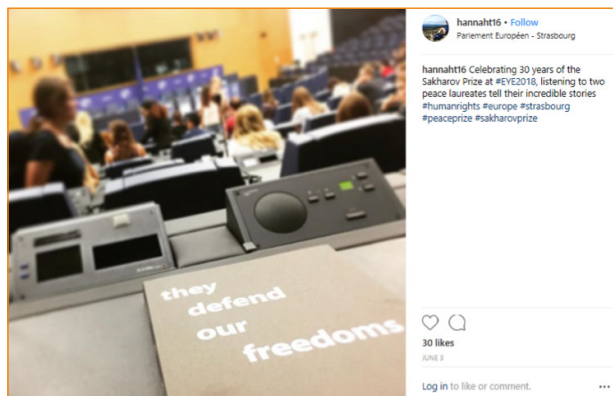 they
defend
our
freedoms
hannaht16 • Follow
Parlement Européen - Strasbourg
hannaht16 Celebrating 30 years of the
Sakharov Prize at #EYE2018, listening to two
peace laureates tell their incredible stories
#humanrights #europe #strasbourg
#peaceprize #sakharovprize
30 likes
JUNE 3
Log in to like or comment.